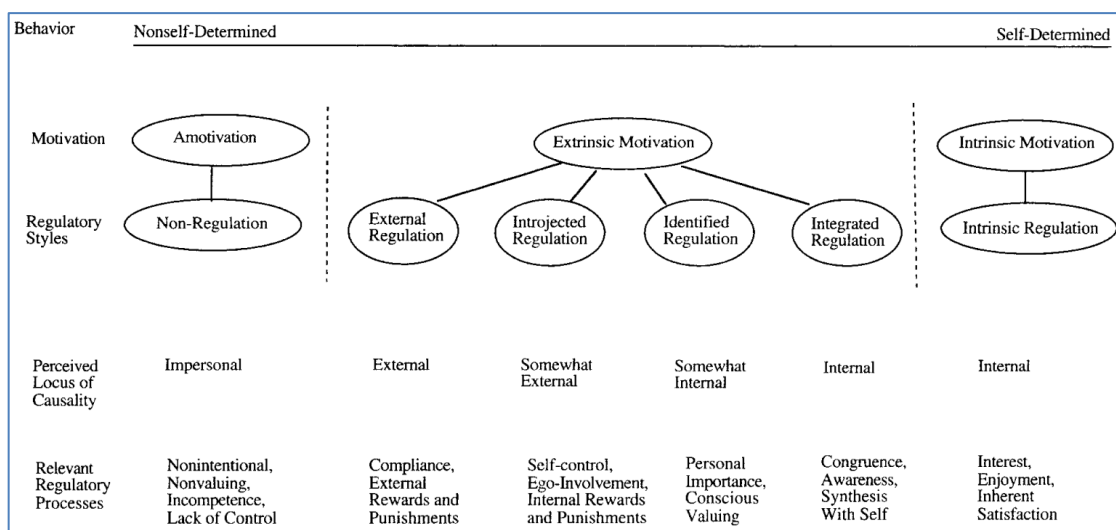 Behavior
Nonself-Determined
Self-Determined
Motivation
Amotivation
Extrinsic Motivation
Intrinsic Motivation
Regulatory
Styles
Non-Regulation
External
Regulation
Introjected
Regulation
Identified
Regulation
Integrated
Regulation
Intrinsic Regulation
Perceived
Locus of
Causality
Impersonal
External
Somewhat
External
Somewhat
Internal
Internal
Internal
Relevant
Regulatory
Processes
Nonintentional,
Nonvaluing,
Incompetence,
Lack of Control
Compliance,
External
Rewards and
Punishments
Self-control,
Ego-Involvement,
Internal Rewards
and Punishments
Personal
Importance,
Conscious
Valuing
Congruence,
Awareness,
Synthesis
With Self
Interest,
Enjoyment,
Inherent
Satisfaction